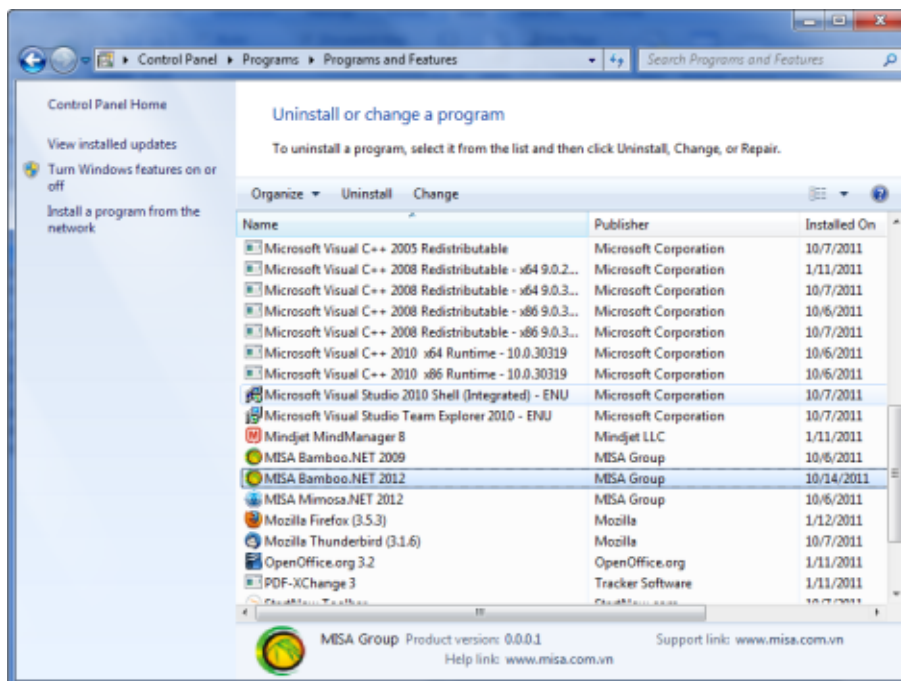 Control Panel ▸ Programs ▸ Programs and Features
Search Programs and Features
Control Panel Home
View installed updates
Turn Windows features on or
off
Install a program from the
network
Uninstall or change a program
To uninstall a program, select it from the list and then click Uninstall, Change, or Repair.
Organize Uninstall Change
Name Publisher Installed On
Microsoft Visual C++ 2005 Redistributable Microsoft Corporation 10/7/2011
Microsoft Visual C++ 2008 Redistributable - x64 9.0.2... Microsoft Corporation 1/11/2011
Microsoft Visual C++ 2008 Redistributable - x64 9.0.3... Microsoft Corporation 10/7/2011
Microsoft Visual C++ 2008 Redistributable - x86 9.0.3... Microsoft Corporation 10/6/2011
Microsoft Visual C++ 2008 Redistributable - x86 9.0.3... Microsoft Corporation 10/7/2011
Microsoft Visual C++ 2010 x64 Runtime - 10.0.30319 Microsoft Corporation 10/6/2011
Microsoft Visual C++ 2010 x86 Runtime - 10.0.30319 Microsoft Corporation 10/6/2011
Microsoft Visual Studio 2010 Shell (Integrated) - ENU Microsoft Corporation 10/7/2011
Microsoft Visual Studio Team Explorer 2010 - ENU Microsoft Corporation 10/7/2011
Mindjet MindManager 8 Mindjet LLC 1/11/2011
MISA Bamboo.NET 2009 MISA Group 10/6/2011
MISA Bamboo.NET 2012 MISA Group 10/14/2011
MISA Mimosa.NET 2012 MISA Group 10/6/2011
Mozilla Firefox (3.5.3) Mozilla 1/12/2011
Mozilla Thunderbird (3.1.6) Mozilla 10/7/2011
OpenOffice.org 3.2 OpenOffice.org 1/11/2011
PDF-XChange 3 Tracker Software 1/11/2011
MISA Group Product version: 0.0.0.1 Support link: www.misa.com.vn
Help link: www.misa.com.vn